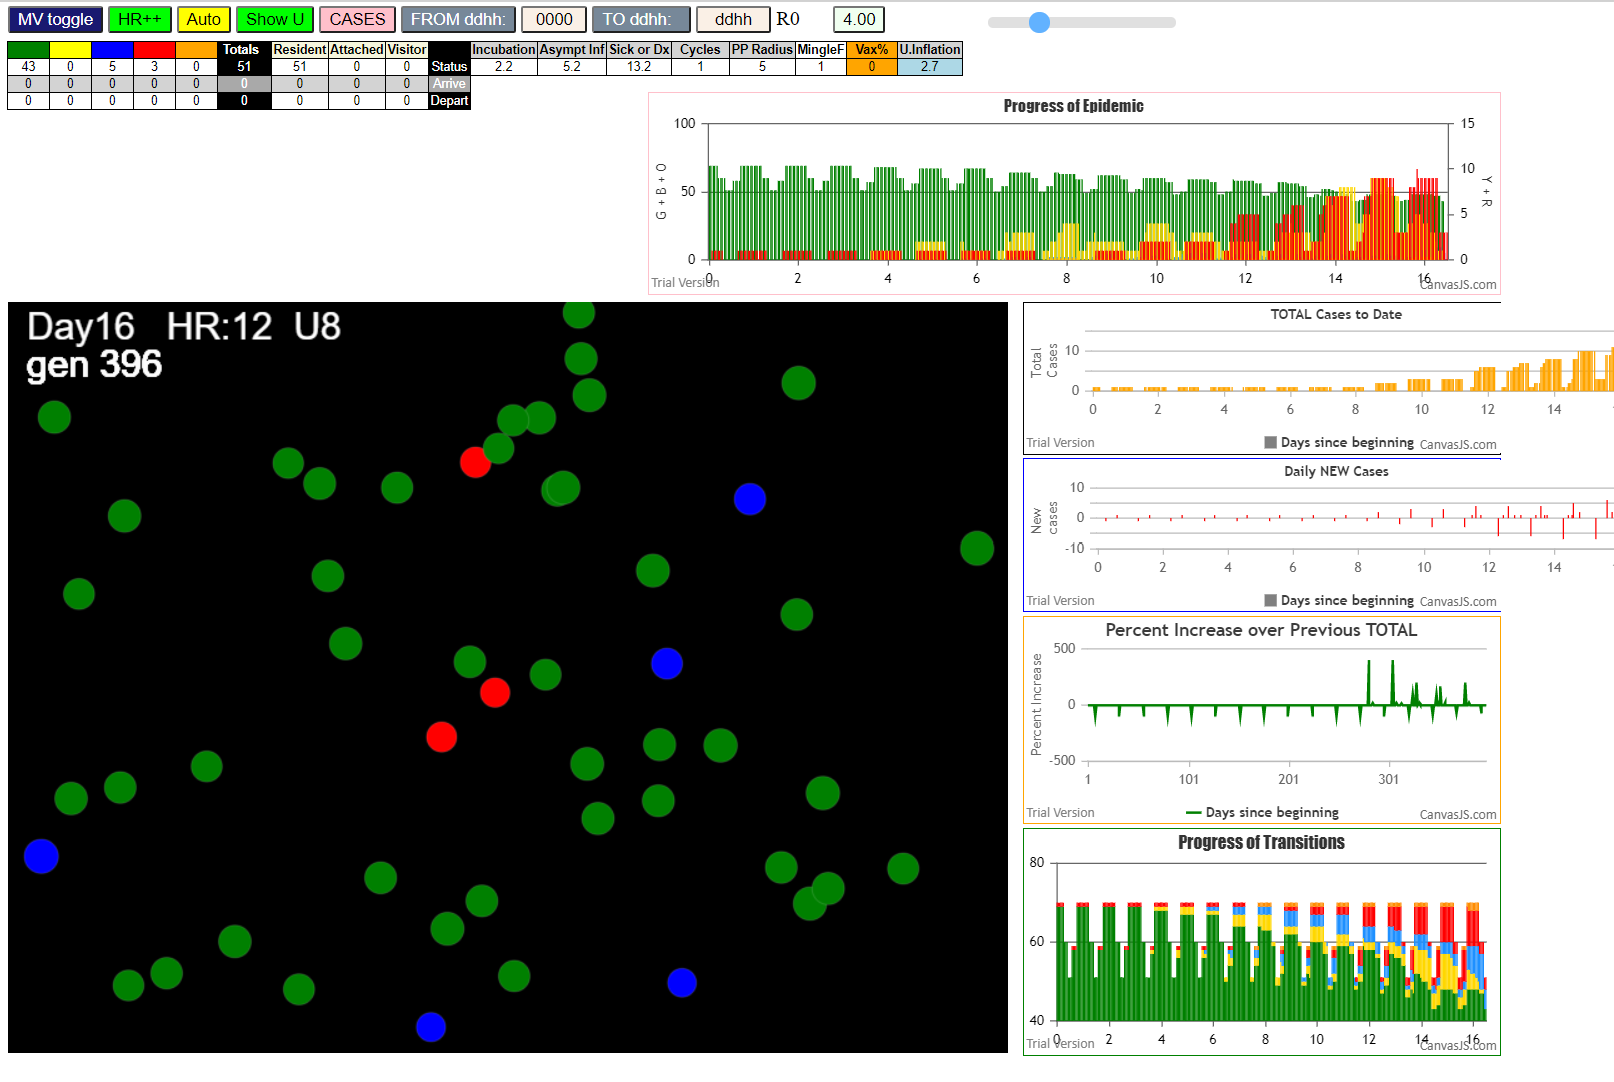 MV toggle HR++ Auto Show U CASES FROM ddhh: 0000 TO ddhh: ddhh R0 4.00
Totals Resident Attached Visitor Incubation Asympt Inf Sick or Dx Cycles PP Radius MingleF Vax% U.Inflation
43 0 5 3 0 51 51 0 0 Status 2.2 5.2 13.2 1 5 1 0 2.7
0 0 0 0 0 0 0 0 0 Arrive
0 0 0 0 0 0 0 0 0 Depart
Progress of Epidemic
100 15
G + B + O
50 10
Y + R
5
0 0
0 2 4 6 8 10 12 14 16
Trial Version CanvasJS.com
Day16 HR:12 U8
gen 396
TOTAL Cases to Date
Total
Cases
10
0
0 2 4 6 8 10 12 14
Days since beginning
Trial Version CanvasJS.com
Daily NEW Cases
New
cases
10
0
-10
0 2 4 6 8 10 12 14
Days since beginning
Trial Version CanvasJS.com
Percent Increase over Previous TOTAL
Percent Increase
500
0
-500
1 101 201 301
Days since beginning
Trial Version CanvasJS.com
Progress of Transitions
80
60
40
0 2 4 6 8 10 12 14 16
Trial Version CanvasJS.com